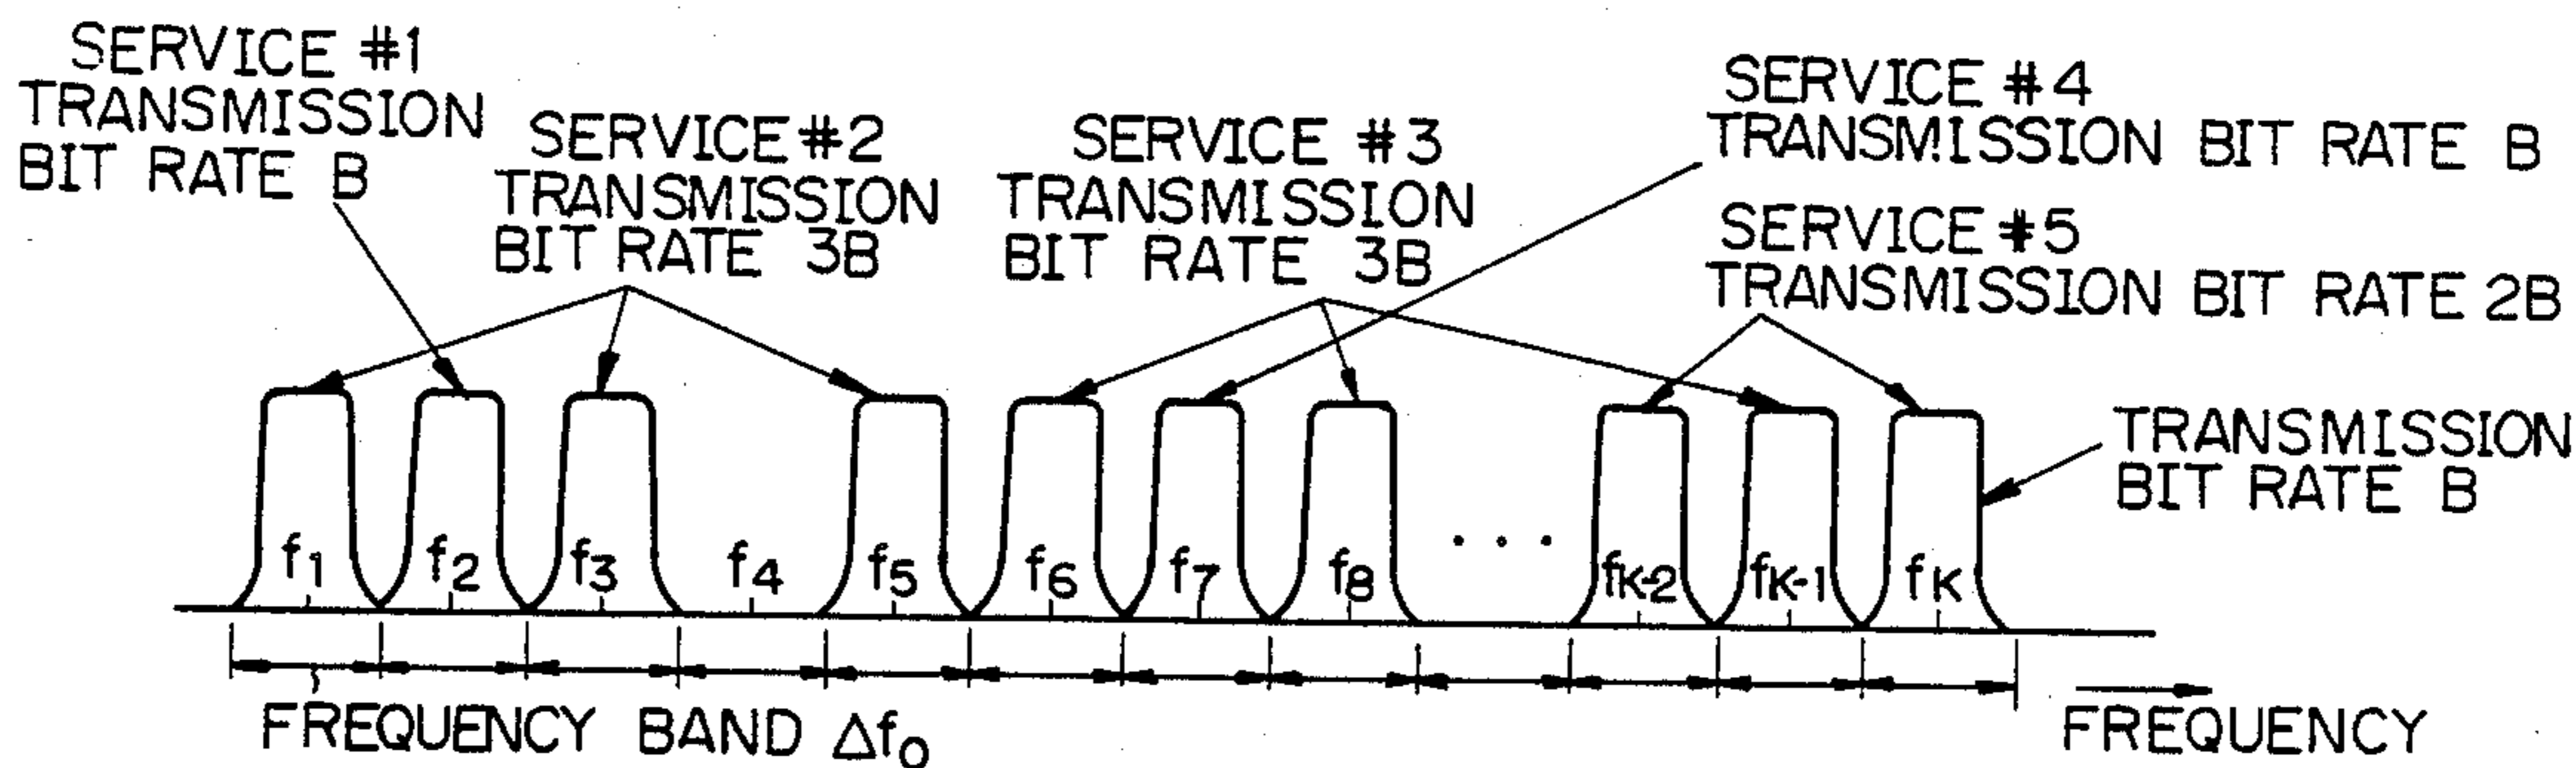 SERVICE #1
TRANSMISSION
BIT RATE B
SERVICE #2
TRANSMISSION
BIT RATE 3B
SERVICE #3
TRANSMISSION
BIT RATE 3B
SERVICE #4
TRANSMISSION BIT RATE B
SERVICE #5
TRANSMISSION BIT RATE 2B
TRANSMISSION
BIT RATE B
f1 f2 f3 f4 f5 f6 f7 f8 ... fK-2 fK-1 fK
FREQUENCY BAND Δf0
FREQUENCY